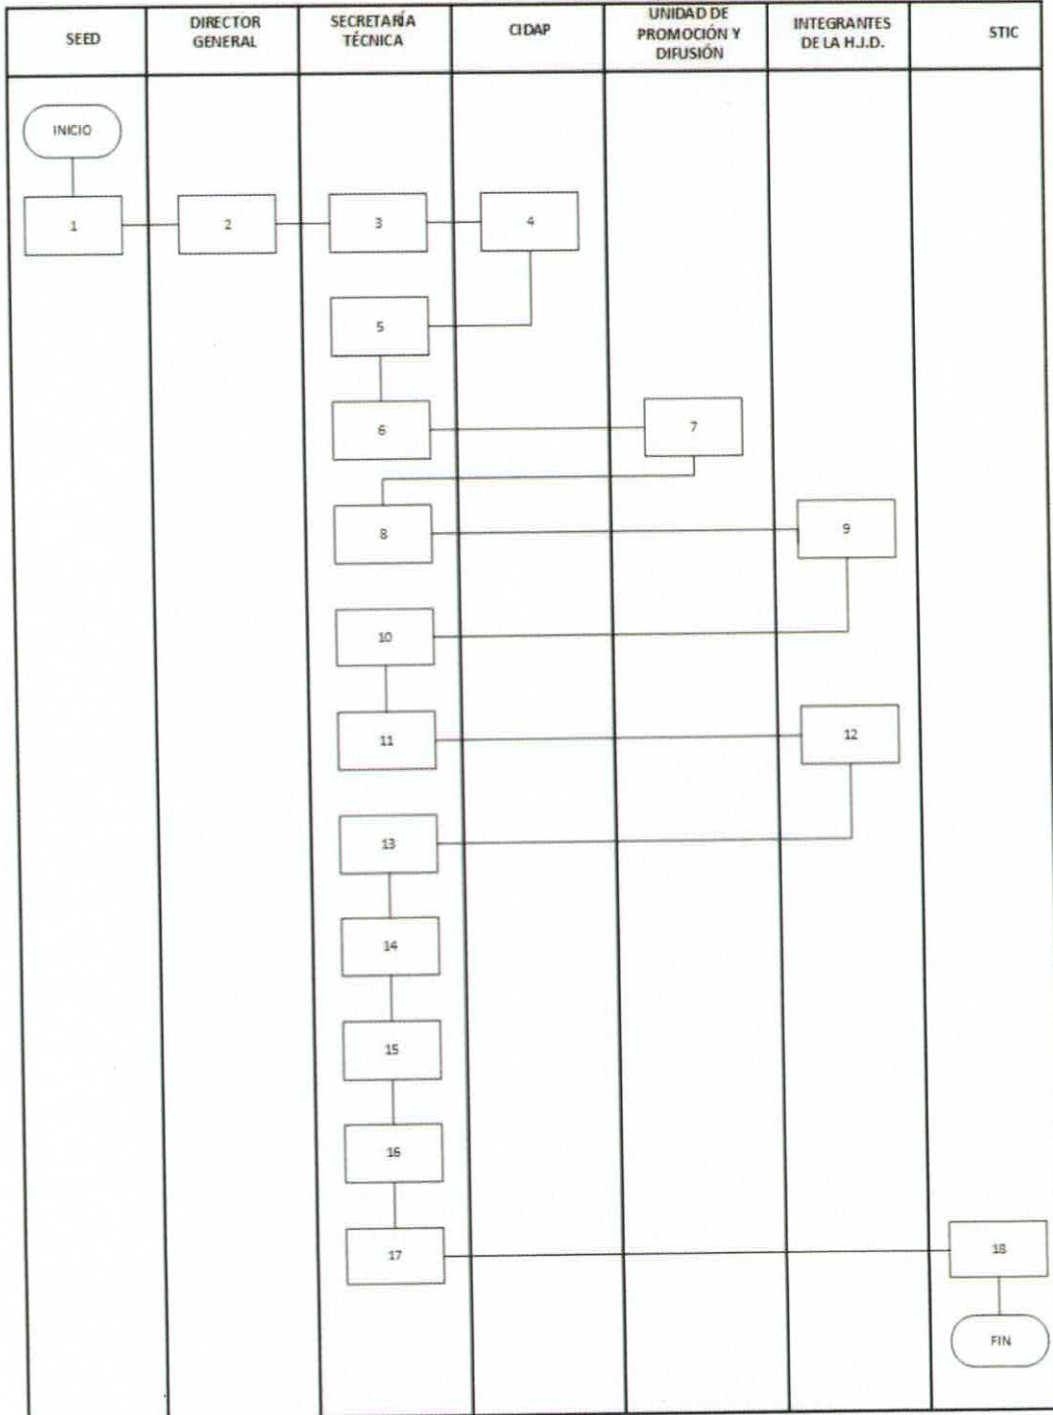 SEED
DIRECTOR
GENERAL
SECRETARÍA
TÉCNICA
CIDAP
UNIDAD DE
PROMOCIÓN Y
DIFUSIÓN
INTEGRANTES
DE LA H.J.D.
STIC
INICIO
1
2
3
4
5
6
7
8
9
10
11
12
13
14
15
16
17
18
FIN